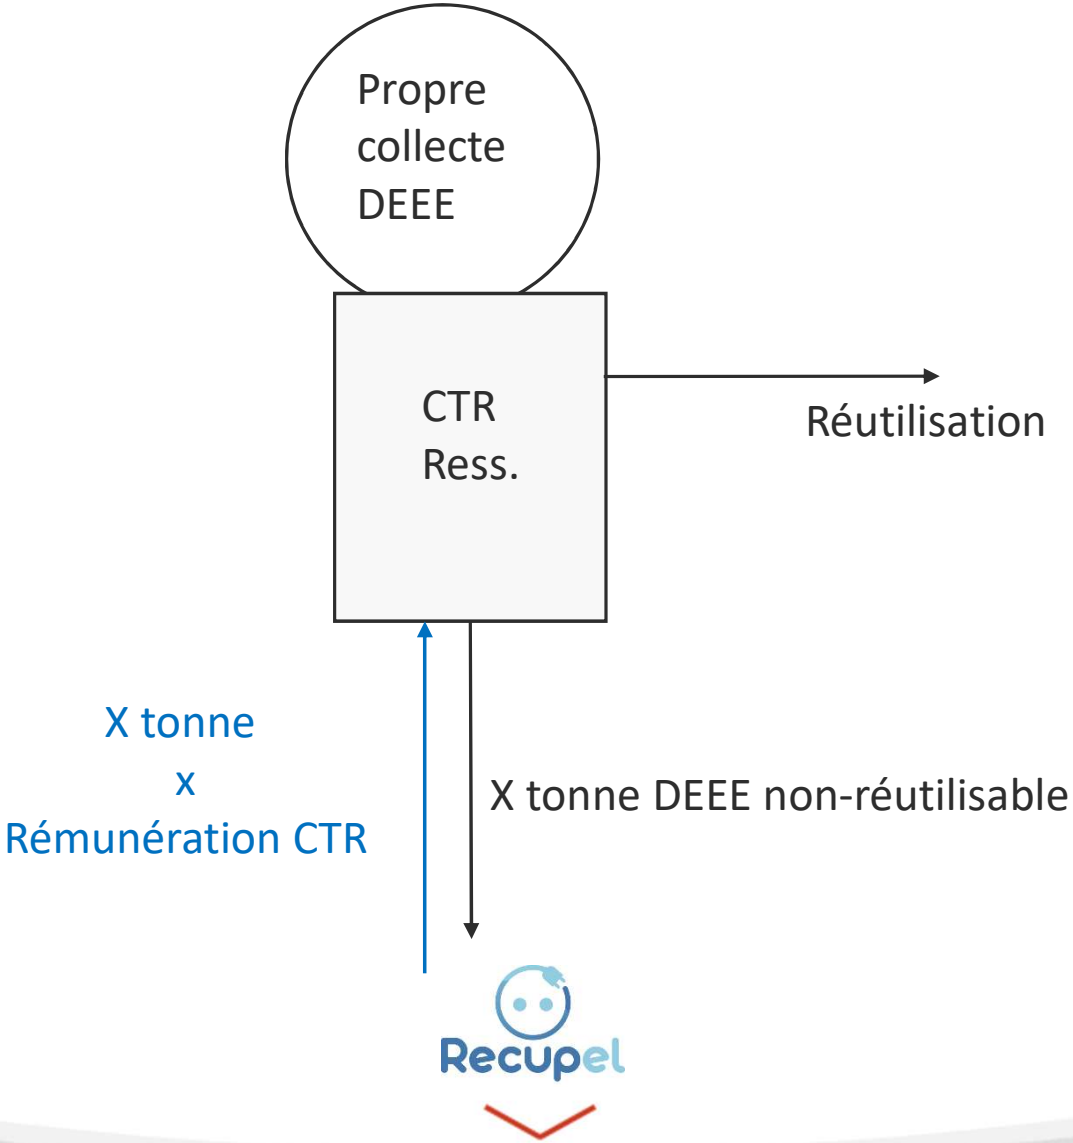 Propre
collecte
DEEE
CTR
Ress.
Réutilisation
X tonne
x
Rémunération CTR
X tonne DEEE non-réutilisable
Recupel